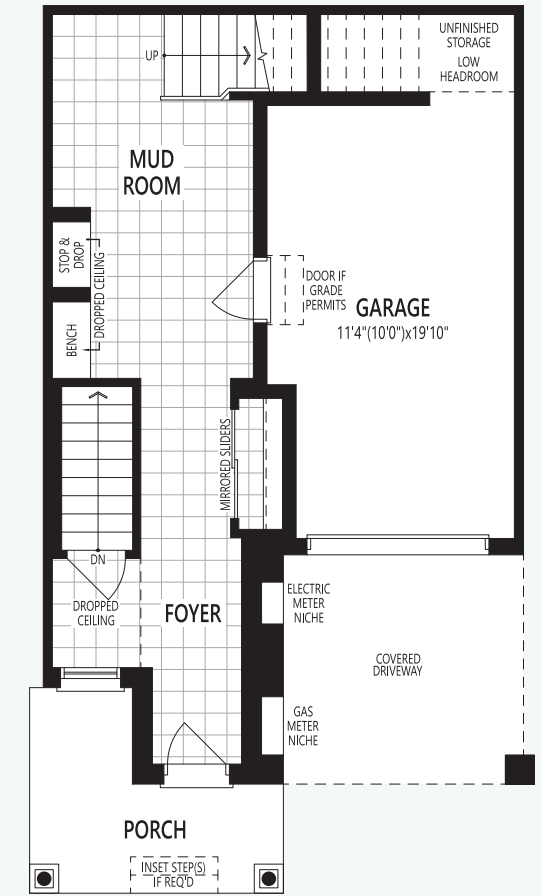 UNFINISHED
STORAGE
LOW
HEADROOM
UP
MUD
ROOM
STOP &
DROP
DROPPED CEILING
BENCH
DOOR IF
GRADE
PERMITS
GARAGE
11'4"(10'0")x19'10"
MIRRORED SLIDERS
DN
DROPPED
CEILING
FOYER
ELECTRIC
METER
NICHE
COVERED
DRIVEWAY
GAS
METER
NICHE
PORCH
INSET STEP(S)
IF REQ'D